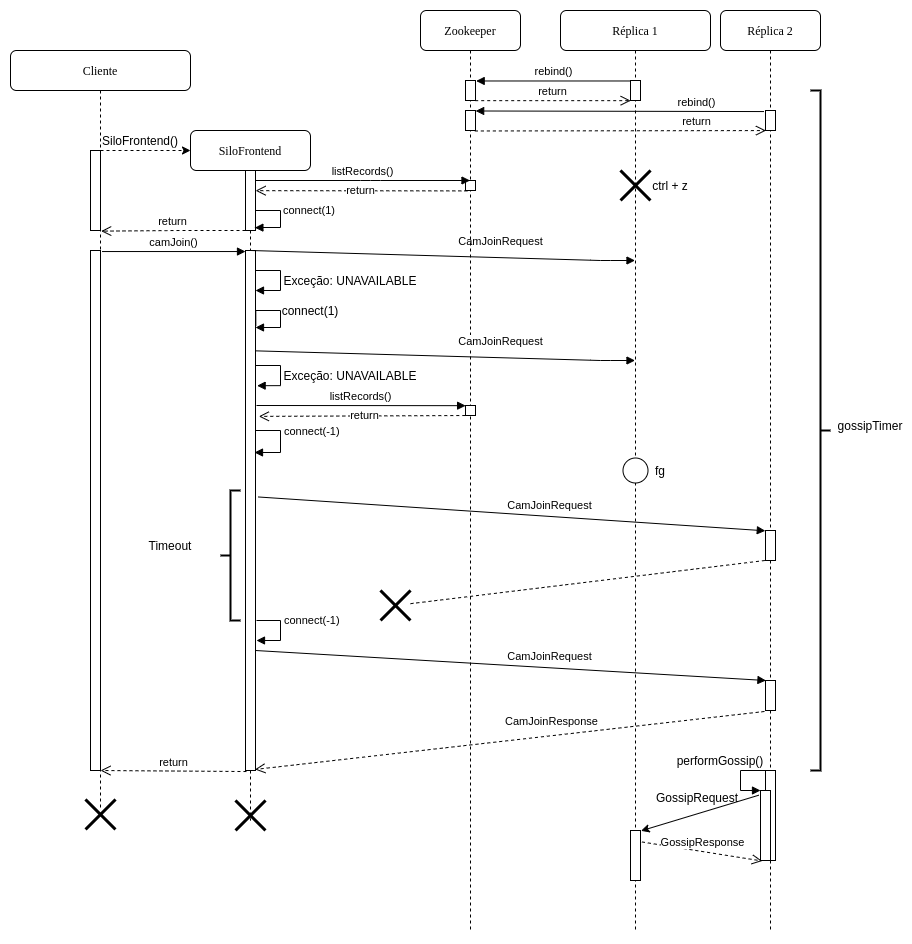 Zookeeper
Réplica 1
Réplica 2
Cliente
rebind()
return
rebind()
return
SiloFrontend()
SiloFrontend
listRecords()
return
ctrl + z
connect(1)
return
camJoin()
CamJoinRequest
Exceção: UNAVAILABLE
connect(1)
CamJoinRequest
Exceção: UNAVAILABLE
listRecords()
return
gossipTimer
connect(-1)
fg
CamJoinRequest
Timeout
connect(-1)
CamJoinRequest
CamJoinResponse
return
performGossip()
GossipRequest
GossipResponse